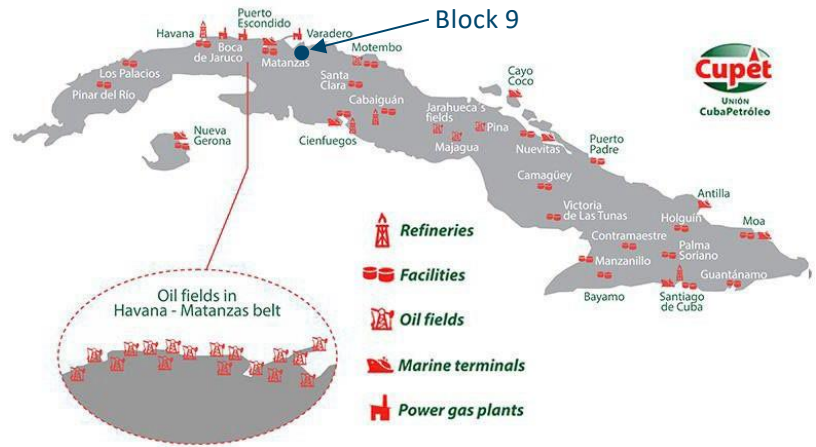 Block 9
Puerto
Escondido
Havana
Varadero
Boca
de Jaruco
Matanzas
Motembo
Los Palacios
Pinar del Río
Santa
Clara
Cabaiguán
Jarahueca´s
fields
Pina
Majagua
Cayo
Coco
Cupet
UNIÓN
CubaPetróleo
Nueva
Gerona
Cienfuegos
Nuevitas
Puerto
Padre
Camagüey
Victoria
de Las Tunas
Antilla
Holguín
Moa
Contramaestre
Palma
Soriano
Manzanillo
Guantánamo
Bayamo
Santiago
de Cuba
Refineries
Facilities
Oil fields
Marine terminals
Power gas plants
Oil fields in
Havana - Matanzas belt